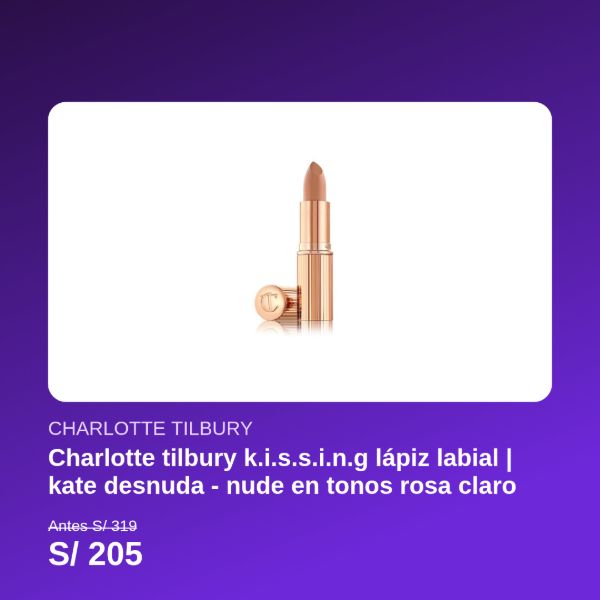 CHARLOTTE TILBURY
Charlotte tilbury k.i.s.s.i.n.g lápiz labial |
kate desnuda - nude en tonos rosa claro
Antes S/ 319
S/ 205